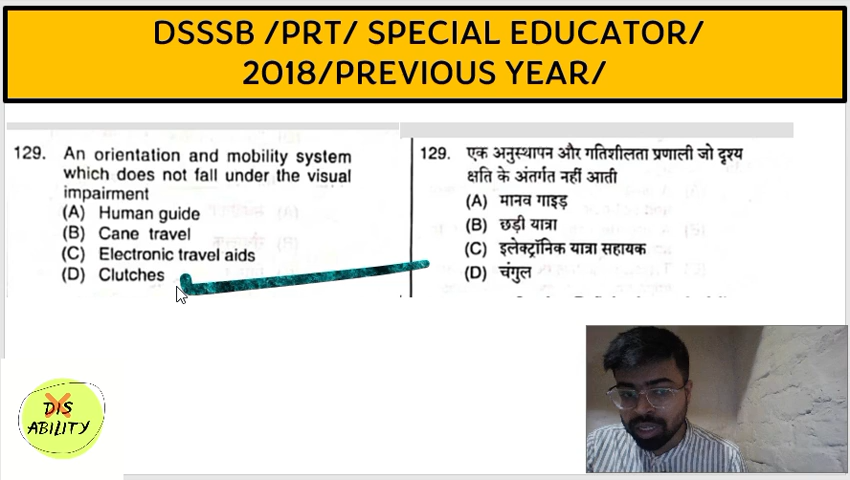 DSSSB /PRT/ SPECIAL EDUCATOR/
2018/PREVIOUS YEAR/
129. An orientation and mobility system
which does not fall under the visual
impairment
(A) Human guide
(B) Cane travel
(C) Electronic travel aids
(D) Clutches
129. एक अनुस्थापन और गतिशीलता प्रणाली जो दृश्य
क्षति के अंतर्गत नहीं आती
(A) मानव गाइड़
(B) छड़ी यात्रा
(C) इलेक्ट्रॉनिक यात्रा सहायक
(D) चंगुल
DIS
ABILITY